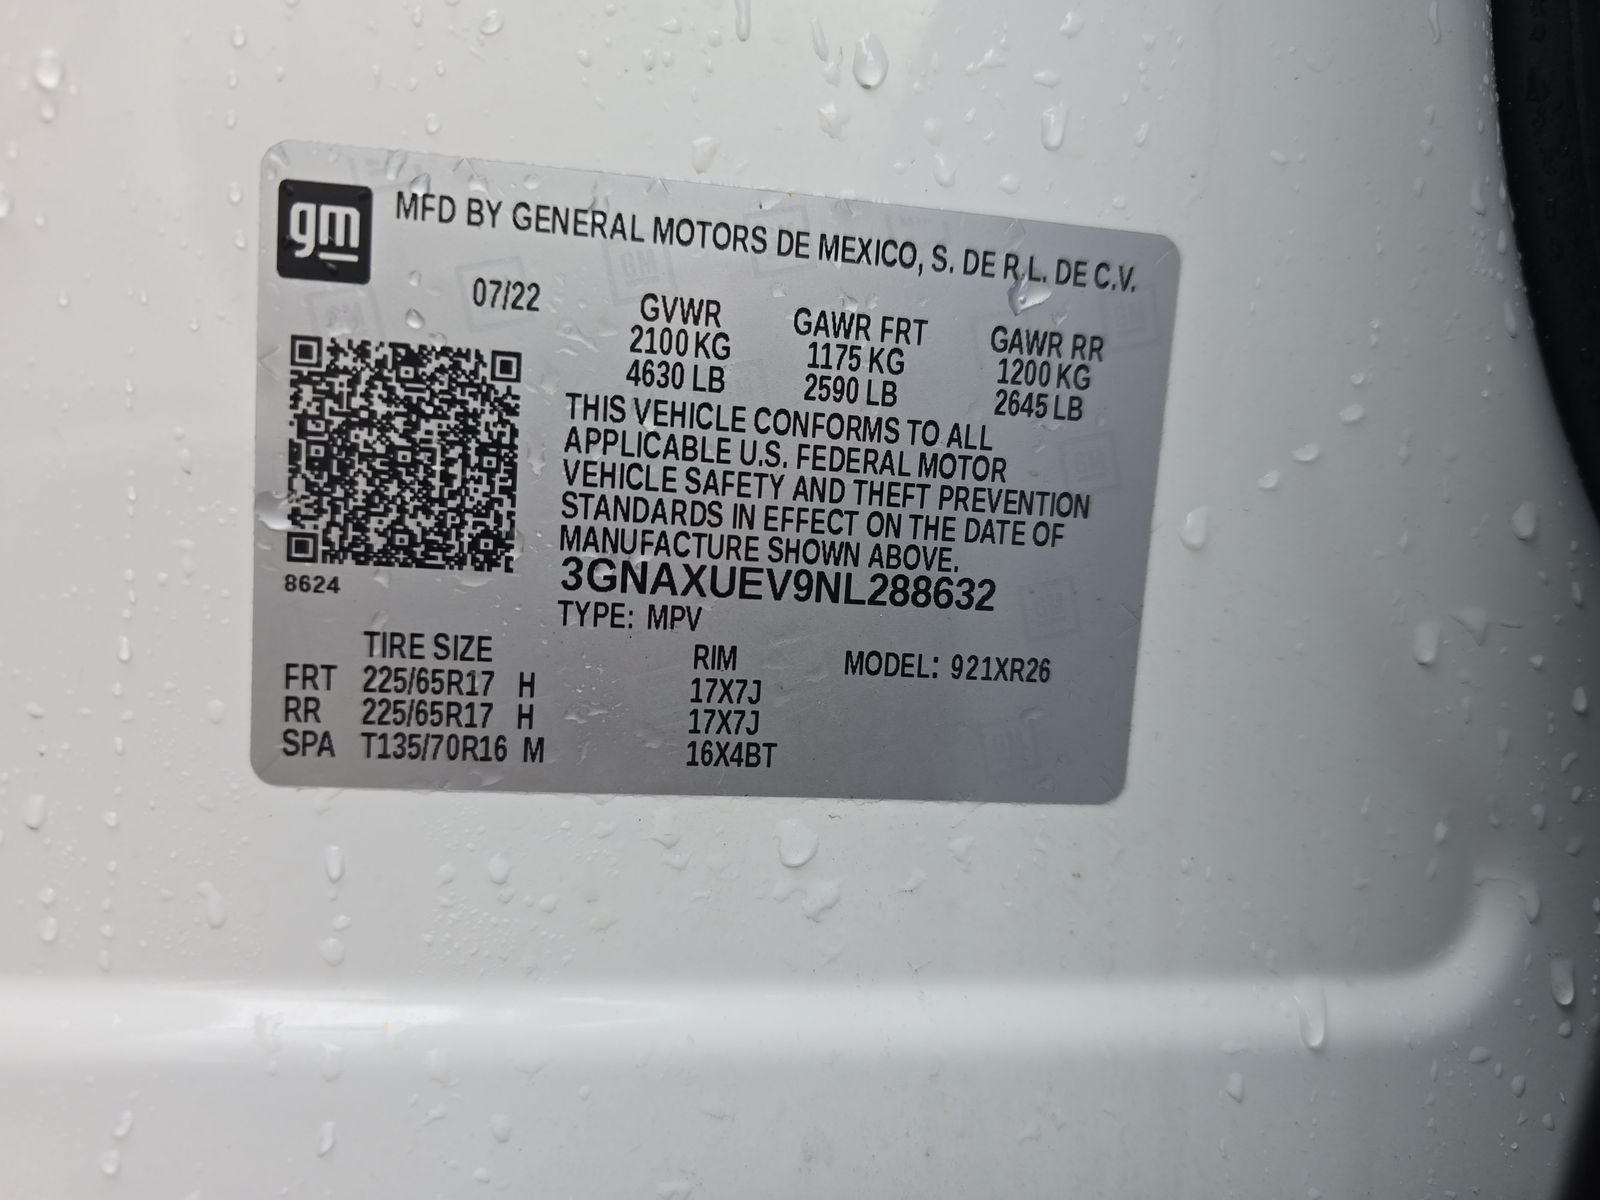 gm MFD BY GENERAL MOTORS DE MEXICO, S. DE R.L. DE C.V.
07/22 GVWR GAWR FRT GAWR RR
2100 KG 1175 KG 1200 KG
4630 LB 2590 LB 2645 LB
THIS VEHICLE CONFORMS TO ALL
APPLICABLE U.S. FEDERAL MOTOR
VEHICLE SAFETY AND THEFT PREVENTION
STANDARDS IN EFFECT ON THE DATE OF
MANUFACTURE SHOWN ABOVE.
8624 3GNAXUEV9NL288632
TYPE: MPV
TIRE SIZE RIM MODEL: 921XR26
FRT 225/65R17 H 17X7J
RR 225/65R17 H 17X7J
SPA T135/70R16 M 16X4BT